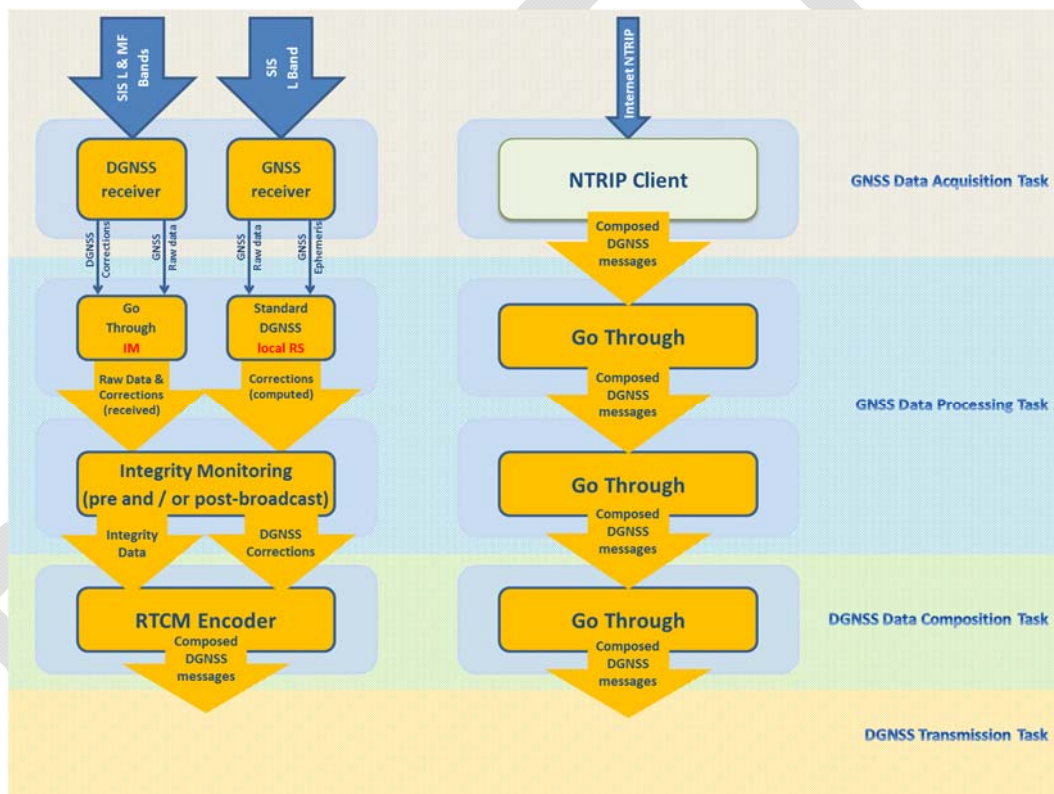 SIS L & MF
Bands
SIS
L Band
Internet NTRIP
DGNSS
receiver
GNSS
receiver
NTRIP Client
GNSS Data Acquisition Task
DGNSS
Corrections
GNSS
Raw data
GNSS
Raw data
GNSS
Ephemeris
Composed
DGNSS
messages
Go
Through
IM
Standard
DGNSS
local RS
Go Through
Raw Data &
Corrections
(received)
Corrections
(computed)
Composed
DGNSS
messages
GNSS Data Processing Task
Integrity Monitoring
(pre and / or post-broadcast)
Go Through
Integrity
Data
DGNSS
Corrections
Composed
DGNSS
messages
RTCM Encoder
Go Through
DGNSS Data Composition Task
Composed
DGNSS
messages
Composed
DGNSS
messages
DGNSS Transmission Task